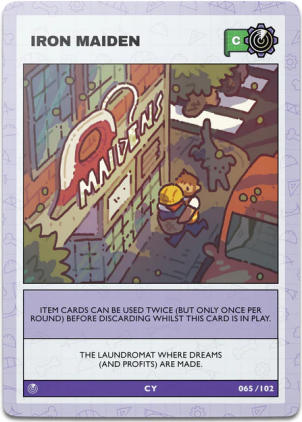 IRON MAIDEN
C
MAIDENS
ITEM CARDS CAN BE USED TWICE (BUT ONLY ONCE PER
ROUND) BEFORE DISCARDING WHILST THIS CARD IS IN PLAY.
THE LAUNDROMAT WHERE DREAMS
(AND PROFITS) ARE MADE.
CY
065 /102